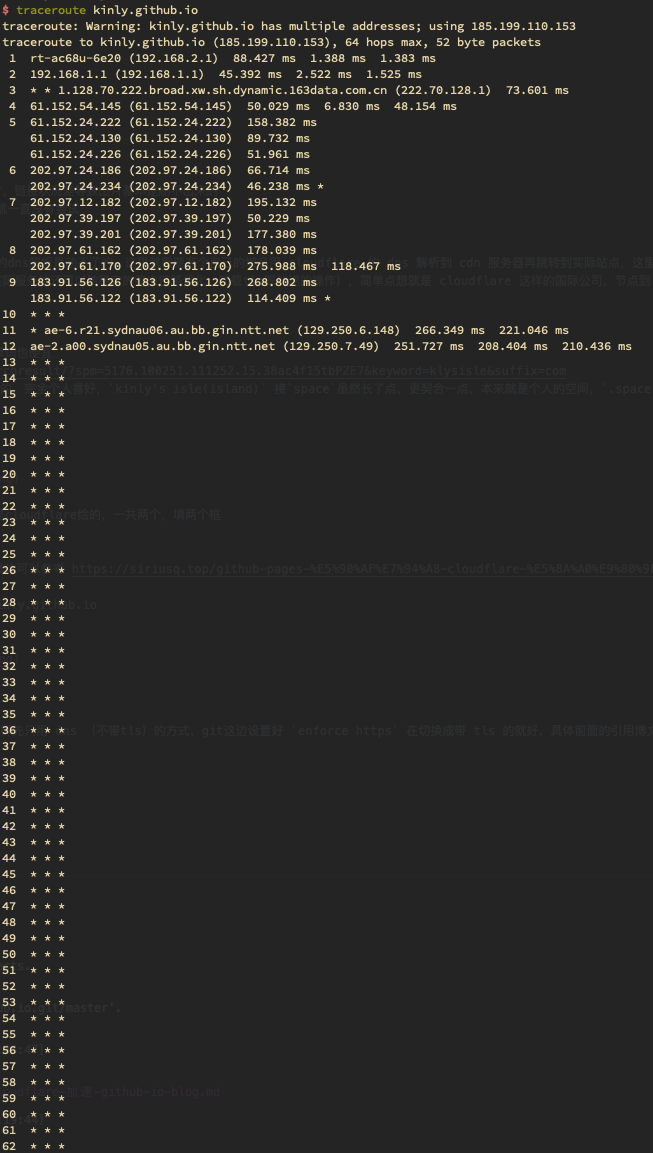 $ traceroute kinly.github.io
traceroute: Warning: kinly.github.io has multiple addresses; using 185.199.110.153
traceroute to kinly.github.io (185.199.110.153), 64 hops max, 52 byte packets
1 rt-ac68u-6e20 (192.168.2.1) 88.427 ms 1.388 ms 1.383 ms
2 192.168.1.1 (192.168.1.1) 45.392 ms 2.522 ms 1.525 ms
3 * * 1.128.70.222.broad.xw.sh.dynamic.163data.com.cn (222.70.128.1) 73.601 ms
4 61.152.54.145 (61.152.54.145) 50.029 ms 6.830 ms 48.154 ms
5 61.152.24.222 (61.152.24.222) 158.382 ms
61.152.24.130 (61.152.24.130) 89.732 ms
61.152.24.226 (61.152.24.226) 51.961 ms
6 202.97.24.186 (202.97.24.186) 66.714 ms
202.97.24.234 (202.97.24.234) 46.238 ms *
7 202.97.12.182 (202.97.12.182) 195.132 ms
202.97.39.197 (202.97.39.197) 50.229 ms
202.97.39.201 (202.97.39.201) 177.380 ms
8 202.97.61.162 (202.97.61.162) 178.039 ms
202.97.61.170 (202.97.61.170) 275.988 ms 118.467 ms
9 183.91.56.126 (183.91.56.126) 268.802 ms
183.91.56.122 (183.91.56.122) 114.409 ms *
10 * * *
11 * ae-6.r21.sydnau06.au.bb.gin.ntt.net (129.250.6.148) 266.349 ms 221.046 ms
12 ae-2.a00.sydnau05.au.bb.gin.ntt.net (129.250.7.49) 251.727 ms 208.404 ms 210.436 ms
13 * * *
14 * * *
15 * * *
16 * * *
17 * * *
18 * * *
19 * * *
20 * * *
21 * * *
22 * * *
23 * * *
24 * * *
25 * * *
26 * * *
27 * * *
28 * * *
29 * * *
30 * * *
31 * * *
32 * * *
33 * * *
34 * * *
35 * * *
36 * * *
37 * * *
38 * * *
39 * * *
40 * * *
41 * * *
42 * * *
43 * * *
44 * * *
45 * * *
46 * * *
47 * * *
48 * * *
49 * * *
50 * * *
51 * * *
52 * * *
53 * * *
54 * * *
55 * * *
56 * * *
57 * * *
58 * * *
59 * * *
60 * * *
61 * * *
62 * * *